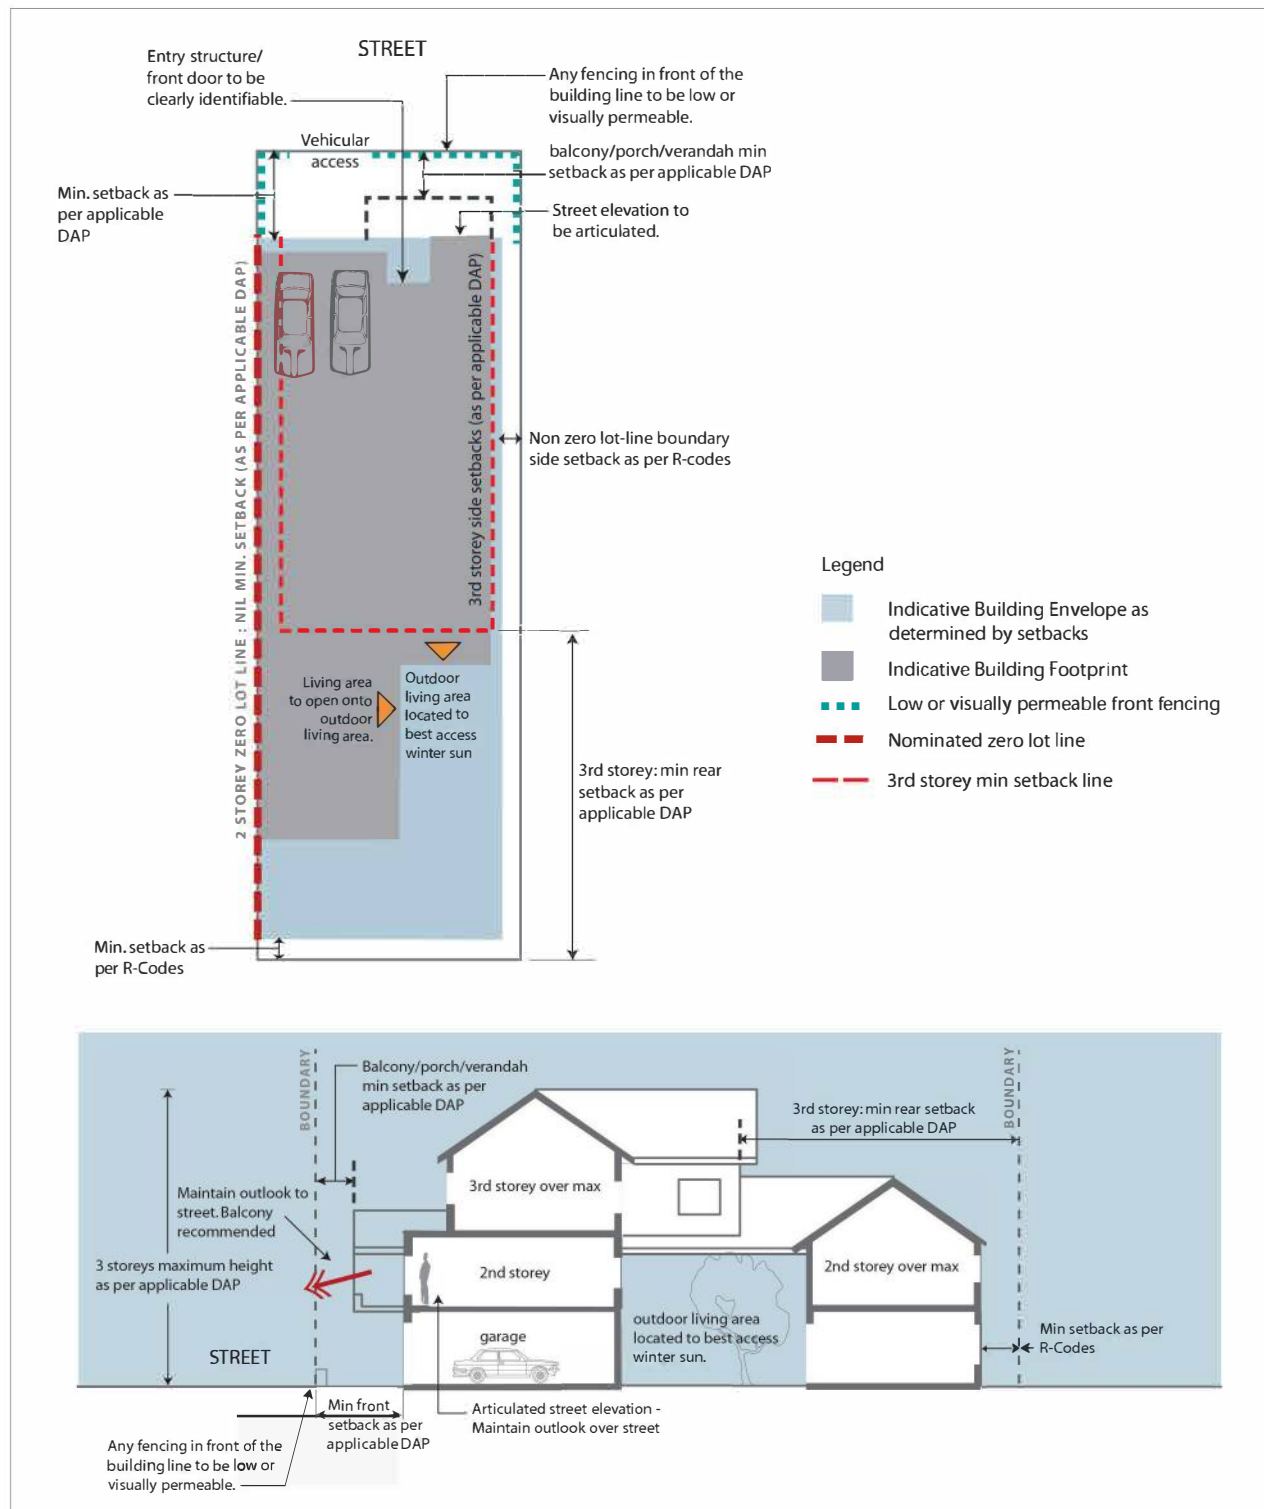 STREET
Entry structure/
front door to be
clearly identifiable.
Any fencing in front of the
building line to be low or
visually permeable.
Vehicular
access
balcony/porch/verandah min
setback as per applicable DAP
Min. setback as
per applicable
DAP
Street elevation to
be articulated.
2 STOREY ZERO LOT LINE : NIL MIN. SETBACK (AS PER APPLICABLE DAP)
3rd storey side setbacks (as per applicable DAP)
Non zero lot-line boundary
side setback as per R-codes
Living area
to open onto
outdoor
living area.
Outdoor
living area
located to
best access
winter sun
3rd storey: min rear
setback as per
applicable DAP
Min. setback as
per R-Codes
Legend
Indicative Building Envelope as
determined by setbacks
Indicative Building Footprint
Low or visually permeable front fencing
Nominated zero lot line
3rd storey min setback line
BOUNDARY
Balcony/porch/verandah
min setback as per
applicable DAP
3rd storey: min rear setback
as per applicable DAP
BOUNDARY
Maintain outlook to
street. Balcony
recommended
3rd storey over max
3 storeys maximum height
as per applicable DAP
2nd storey
2nd storey over max
outdoor living area
located to best access
winter sun.
garage
STREET
Min setback as per
R-Codes
Min front
setback as per
applicable DAP
Articulated street elevation -
Maintain outlook over street
Any fencing in front of the
building line to be low or
visually permeable.